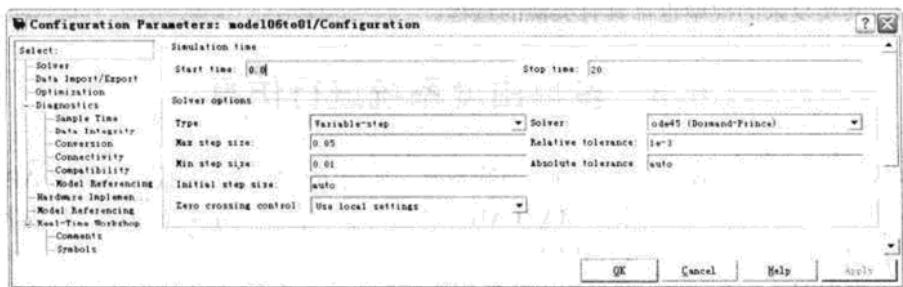 Configuration Parameters: model06to01/Configuration
Select:
Solver
Data Import/Export
Optimization
Diagnostics
Sample Time
Data Integrity
Conversion
Connectivity
Compatibility
Model Referencing
Hardware Implemen...
Model Referencing
Real-Time Workshop
Comments
Symbols
Simulation time
Start time: 0.0
Stop time: 20
Solver options
Type: Variable-step
Solver: ode45 (Dormand-Prince)
Max step size: 0.05
Relative tolerance: 1e-3
Min step size: 0.01
Absolute tolerance: auto
Initial step size: auto
Zero crossing control: Use local settings
OK Cancel Help Apply